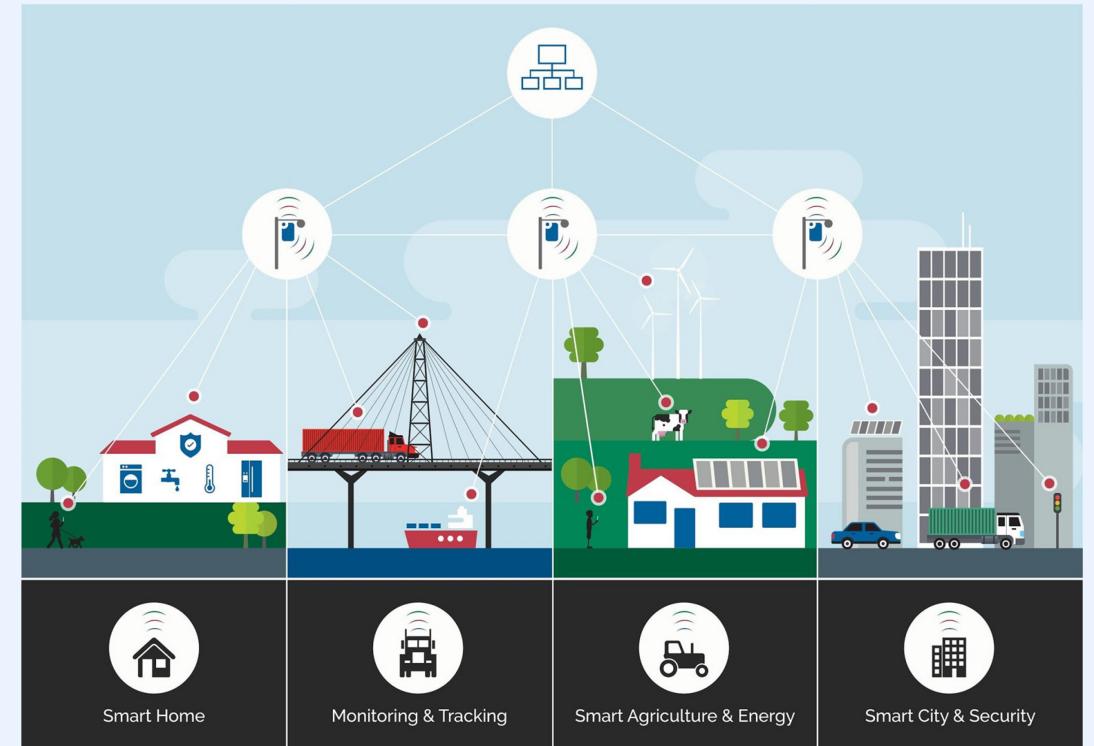 Smart Home
Monitoring & Tracking
Smart Agriculture & Energy
Smart City & Security